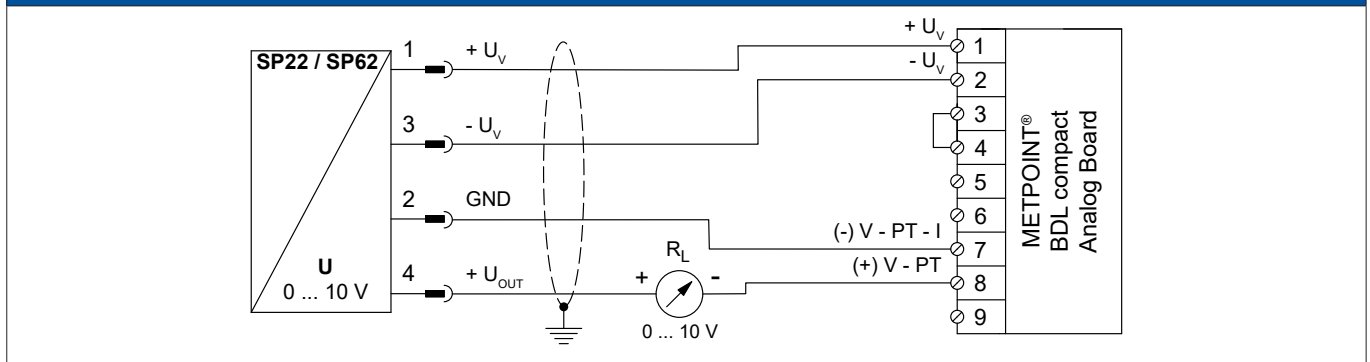 SP22 / SP62
1
+ U_V
3
- U_V
2
GND
4
+ U_OUT
U
0 ... 10 V
R_L
+ -
0 ... 10 V
+ U_V
- U_V
(-) V - PT - I
(+) V - PT
1
2
3
4
5
6
7
8
9
METPOINT®
BDL compact
Analog Board